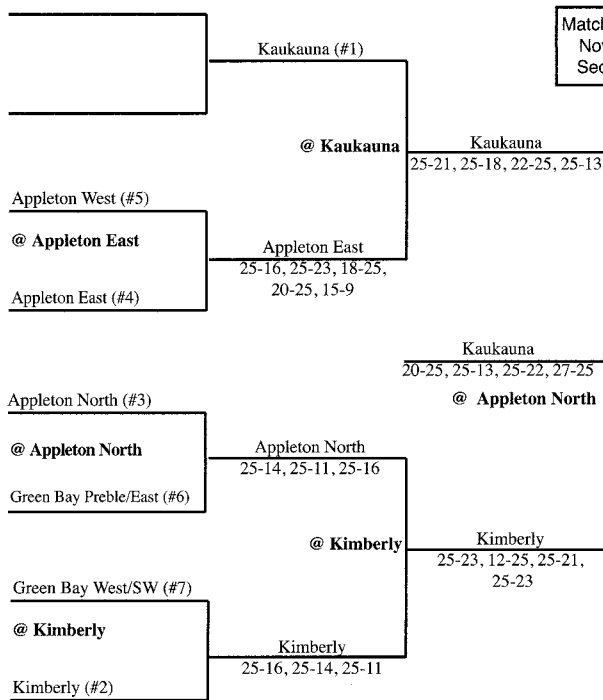 Kaukauna (#1)
@ Kaukauna
Kaukauna
25-21, 25-18, 22-25, 25-13
Appleton West (#5)
@ Appleton East
Appleton East (#4)
Appleton East
25-16, 25-23, 18-25,
20-25, 15-9
Kaukauna
20-25, 25-13, 25-22, 27-25
@ Appleton North
Appleton North (#3)
@ Appleton North
Green Bay Preble/East (#6)
Appleton North
25-14, 25-11, 25-16
@ Kimberly
Kimberly
25-23, 12-25, 25-21,
25-23
Green Bay West/SW (#7)
@ Kimberly
Kimberly (#2)
Kimberly
25-16, 25-14, 25-11